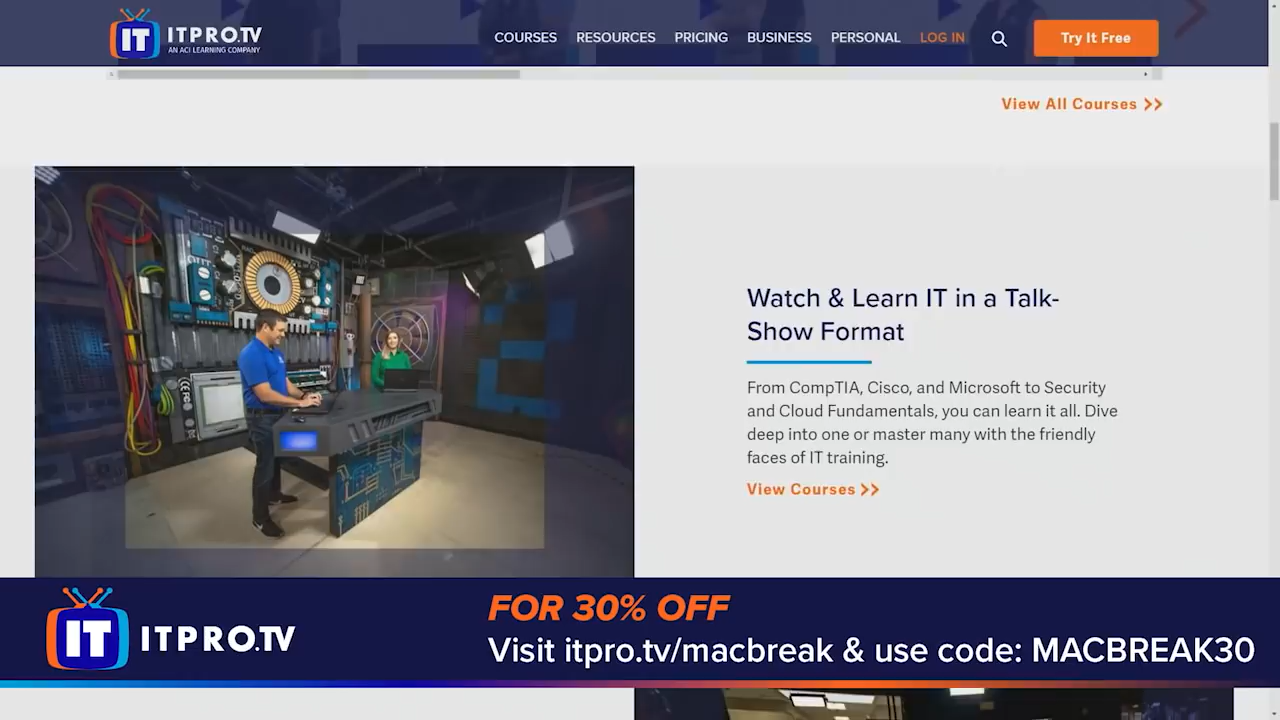 IT ITPRO.TV
AN ACI LEARNING COMPANY
COURSES RESOURCES PRICING BUSINESS PERSONAL LOG IN Try It Free
View All Courses >>
Watch & Learn IT in a Talk-
Show Format
From CompTIA, Cisco, and Microsoft to Security
and Cloud Fundamentals, you can learn it all. Dive
deep into one or master many with the friendly
faces of IT training.
View Courses >>
IT ITPRO.TV
FOR 30% OFF
Visit itpro.tv/macbreak & use code: MACBREAK30